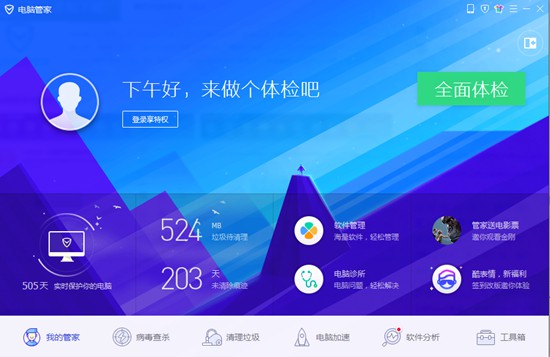 电脑管家
下午好，来做个体检吧
全面体检
登录享特权
524 MB
垃圾待清理
软件管理
海量软件，轻松管理
管家送电影票
邀你观看金刚
505天 实时保护你的电脑
203 天
未清除痕迹
电脑诊所
电脑问题，轻松解决
酷表情，新福利
签到改版邀你体验
我的管家
病毒查杀
清理垃圾
电脑加速
软件分析
工具箱